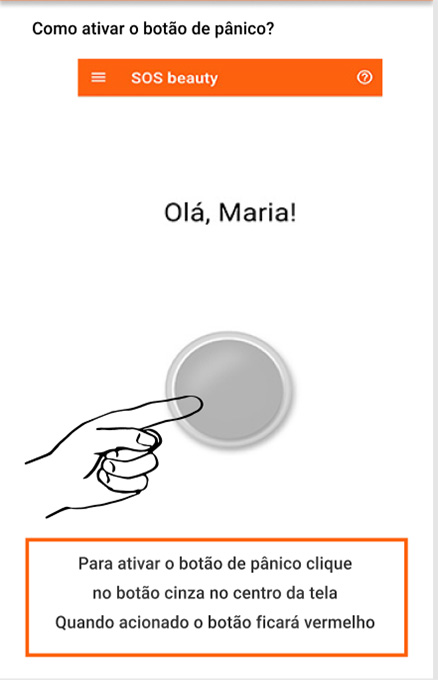 Como ativar o botão de pânico?
SOS beauty
Olá, Maria!
Para ativar o botão de pânico clique
no botão cinza no centro da tela
Quando acionado o botão ficará vermelho